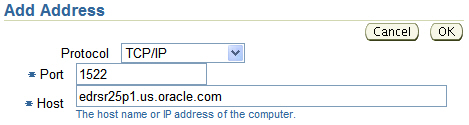 Add Address
Cancel OK
Protocol TCP/IP
* Port 1522
* Host edrsr25p1.us.oracle.com
The host name or IP address of the computer.